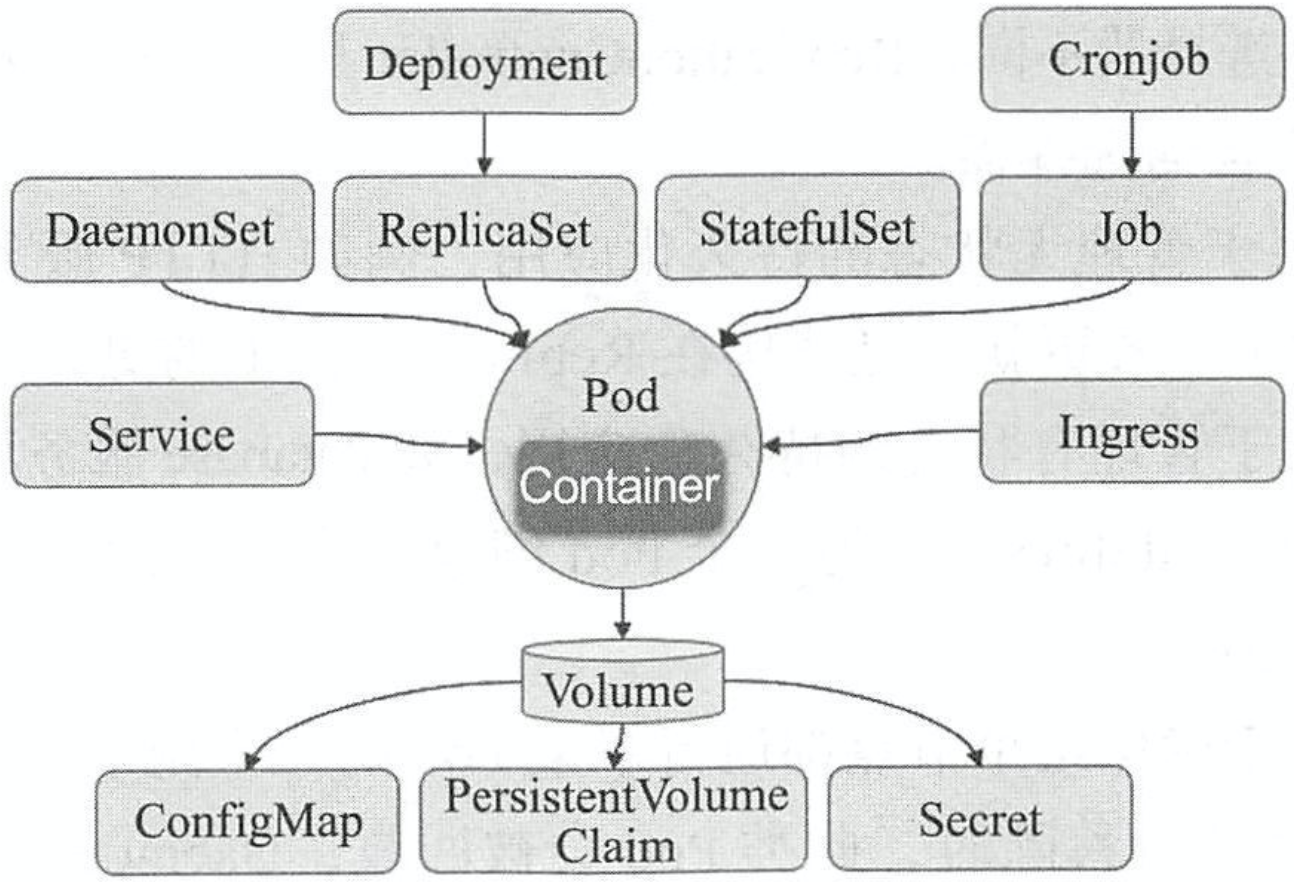 Deployment
Cronjob
DaemonSet
ReplicaSet
StatefulSet
Job
Service
Pod
Container
Ingress
Volume
ConfigMap
PersistentVolume
Claim
Secret